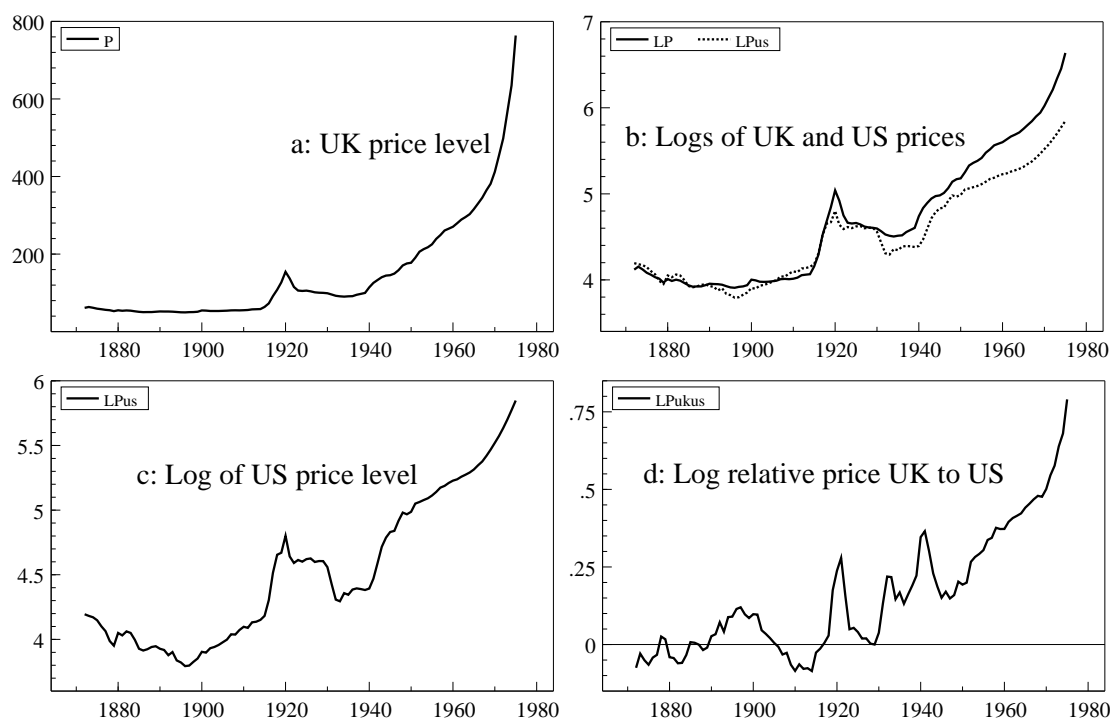 800
600
400
200
1880 1900 1920 1940 1960 1980
P
a: UK price level
7
6
5
4
1880 1900 1920 1940 1960 1980
LP LPus
b: Logs of UK and US prices
6
5.5
5
4.5
4
1880 1900 1920 1940 1960 1980
LPus
c: Log of US price level
.75
.5
.25
0
1880 1900 1920 1940 1960 1980
LPukus
d: Log relative price UK to US